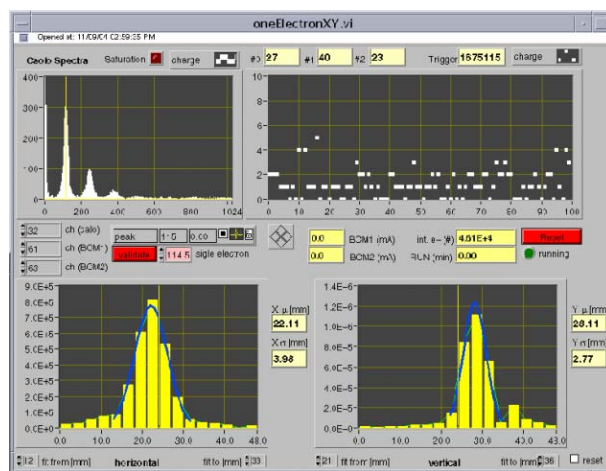 oneElectronXY.vi
Opened at: 11/09/04 02:59:35 PM
Caolo Spectra Saturation charge #0 27 #1 40 #2 23 Trigger 1675115 charge
400 300 200 100 0
0 200 400 600 800 1024
10 8 6 4 2 0
0 10 20 30 40 50 60 70 80 90 100
32 ch (calo)
61 ch (BCM1)
63 ch (BCM2)
peak 115 0.00
validate 114.5 sigle electron
0.0 BCM1 (mA) int. e- (#) 4.61E+4 Reset
0.0 BCM2 (mA) RUN (min) 0.00 running
9.0E+5
8.0E+5
7.0E+5
6.0E+5
5.0E+5
4.0E+5
3.0E+5
2.0E+5
1.0E+5
0.0E+0
0.0 10.0 20.0 30.0 40.0 48.0
X μ [mm]
22.11
X σ [mm]
3.98
1.4E-6
1.2E-6
1.0E-6
8.0E-5
6.0E-5
4.0E-5
2.0E-5
0.0E+0
0.0 10.0 20.0 30.0 43.0
Y μ [mm]
28.11
Y σ [mm]
2.77
12 fit from [mm] horizontal fit to [mm] 33
21 fit from [mm] vertical fit to [mm] 36 reset